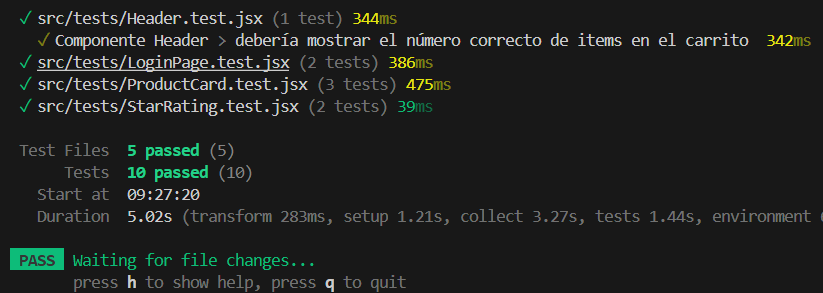 ✓ src/tests/Header.test.jsx (1 test) 344ms
✓ Componente Header > debería mostrar el número correcto de items en el carrito 342ms
✓ src/tests/LoginPage.test.jsx (2 tests) 386ms
✓ src/tests/ProductCard.test.jsx (3 tests) 475ms
✓ src/tests/StarRating.test.jsx (2 tests) 39ms
Test Files 5 passed (5)
Tests 10 passed (10)
Start at 09:27:20
Duration 5.02s (transform 283ms, setup 1.21s, collect 3.27s, tests 1.44s, environment
PASS Waiting for file changes...
press h to show help, press q to quit